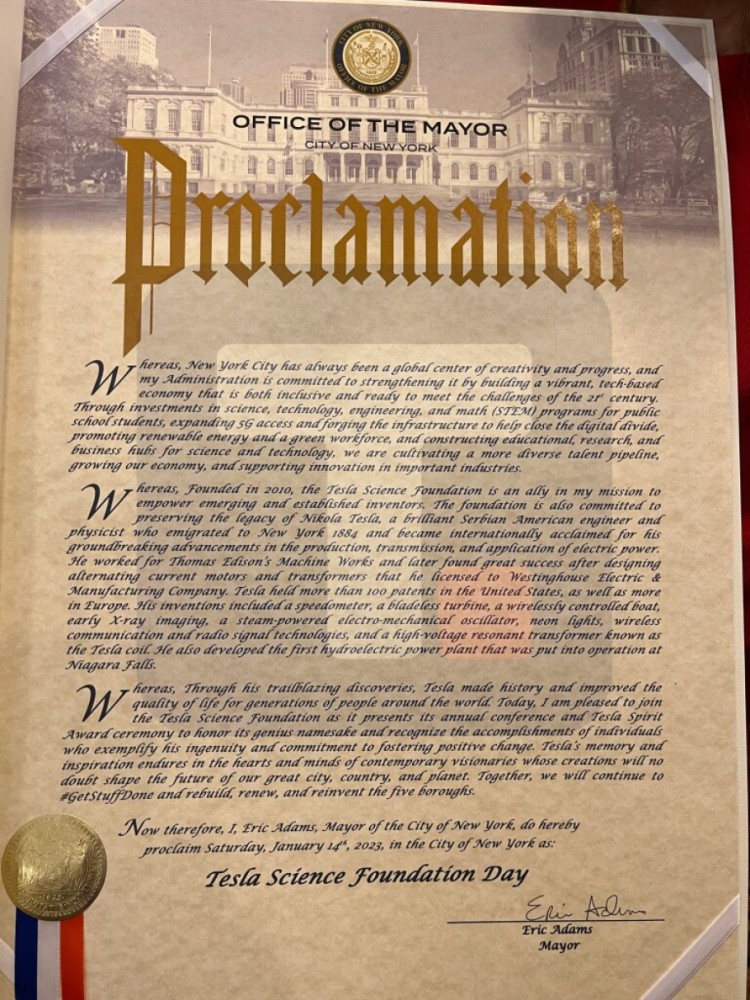 CITY OF NEW YORK
OFFICE OF THE MAYOR
OFFICE OF THE MAYOR
CITY OF NEW YORK
Proclamation
Whereas, New York City has always been a global center of creativity and progress, and
my Administration is committed to strengthening it by building a vibrant, tech-based
economy that is both inclusive and ready to meet the challenges of the 21st century.
Through investments in science, technology, engineering, and math (STEM) programs for public
school students, expanding 5G access and forging the infrastructure to help close the digital divide,
promoting renewable energy and a green workforce, and constructing educational, research, and
business hubs for science and technology, we are cultivating a more diverse talent pipeline,
growing our economy, and supporting innovation in important industries.
Whereas, Founded in 2010, the Tesla Science Foundation is an ally in my mission to
empower emerging and established inventors. The foundation is also committed to
preserving the legacy of Nikola Tesla, a brilliant Serbian American engineer and
physicist who emigrated to New York 1884 and became internationally acclaimed for his
groundbreaking advancements in the production, transmission, and application of electric power.
He worked for Thomas Edison's Machine Works and later found great success after designing
alternating current motors and transformers that he licensed to Westinghouse Electric &
Manufacturing Company. Tesla held more than 100 patents in the United States, as well as more
in Europe. His inventions included a speedometer, a bladeless turbine, a wirelessly controlled boat,
early X-ray imaging, a steam-powered electro-mechanical oscillator, neon lights, wireless
communication and radio signal technologies, and a high-voltage resonant transformer known as
the Tesla coil. He also developed the first hydroelectric power plant that was put into operation at
Niagara Falls.
Whereas, Through his trailblazing discoveries, Tesla made history and improved the
quality of life for generations of people around the world. Today, I am pleased to join
the Tesla Science Foundation as it presents its annual conference and Tesla Spirit
Award ceremony to honor its genius namesake and recognize the accomplishments of individuals
who exemplify his ingenuity and commitment to fostering positive change. Tesla's memory and
inspiration endures in the hearts and minds of contemporary visionaries whose creations will no
doubt shape the future of our great city, country, and planet. Together, we will continue to
#GetStuffDone and rebuild, renew, and reinvent the five boroughs.
Now therefore, I, Eric Adams, Mayor of the City of New York, do hereby
proclaim Saturday, January 14th, 2023, in the City of New York as:
Tesla Science Foundation Day
Eric Adams
Eric Adams
Mayor